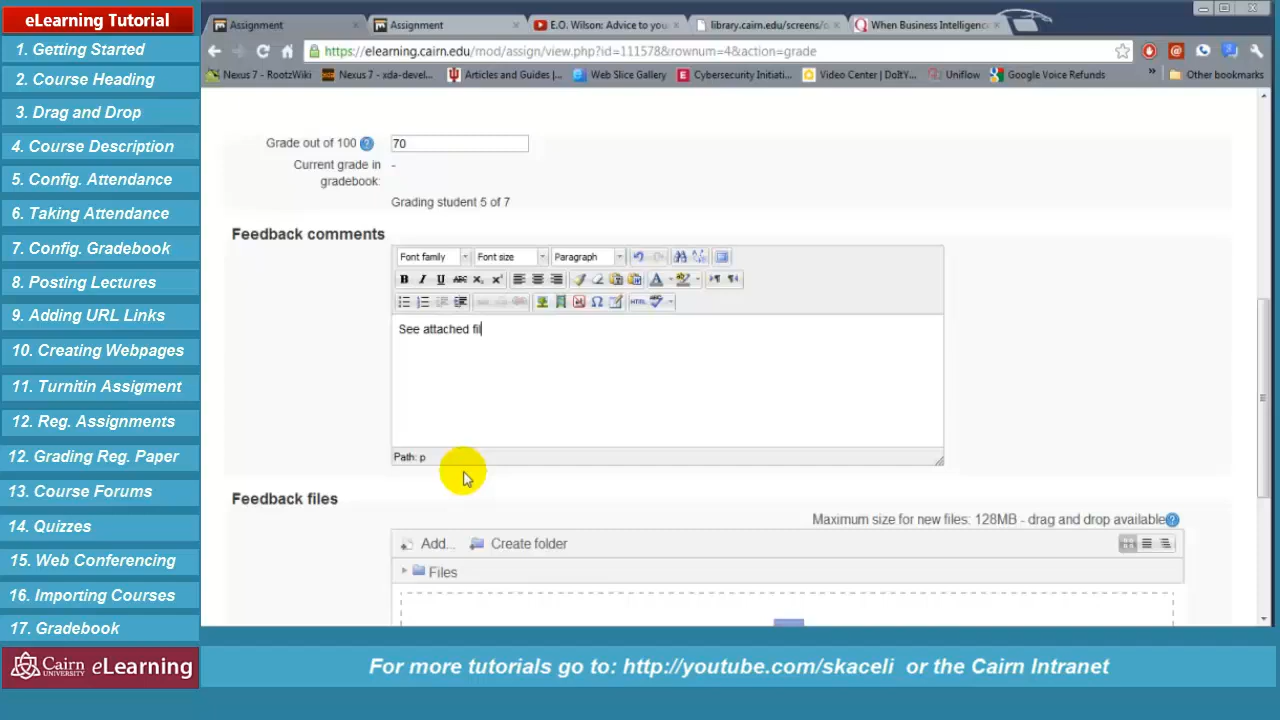 eLearning Tutorial
1. Getting Started
2. Course Heading
3. Drag and Drop
4. Course Description
5. Config. Attendance
6. Taking Attendance
7. Config. Gradebook
8. Posting Lectures
9. Adding URL Links
10. Creating Webpages
11. Turnitin Assigment
12. Reg. Assignments
12. Grading Reg. Paper
13. Course Forums
14. Quizzes
15. Web Conferencing
16. Importing Courses
17. Gradebook
Cairn UNIVERSITY eLearning
Assignment Assignment E.O. Wilson: Advice to you library.cairn.edu/screens/o When Business Intelligenc
https://elearning.cairn.edu/mod/assign/view.php?id=111578&rownum=4&action=grade
Nexus 7 - RootzWiki Nexus 7 - xda-devel... Articles and Guides |... Web Slice Gallery Cybersecurity Initiati... Video Center | DoItY... Uniflow Google Voice Refunds » Other bookmarks
Grade out of 100 70
Current grade in -
gradebook:
Grading student 5 of 7
Feedback comments
Font family Font size Paragraph
B I U ABC X₂ X²
HTML
See attached fil
Path: p
Feedback files
Maximum size for new files: 128MB - drag and drop available
Add... Create folder
Files
For more tutorials go to: http://youtube.com/skaceli or the Cairn Intranet